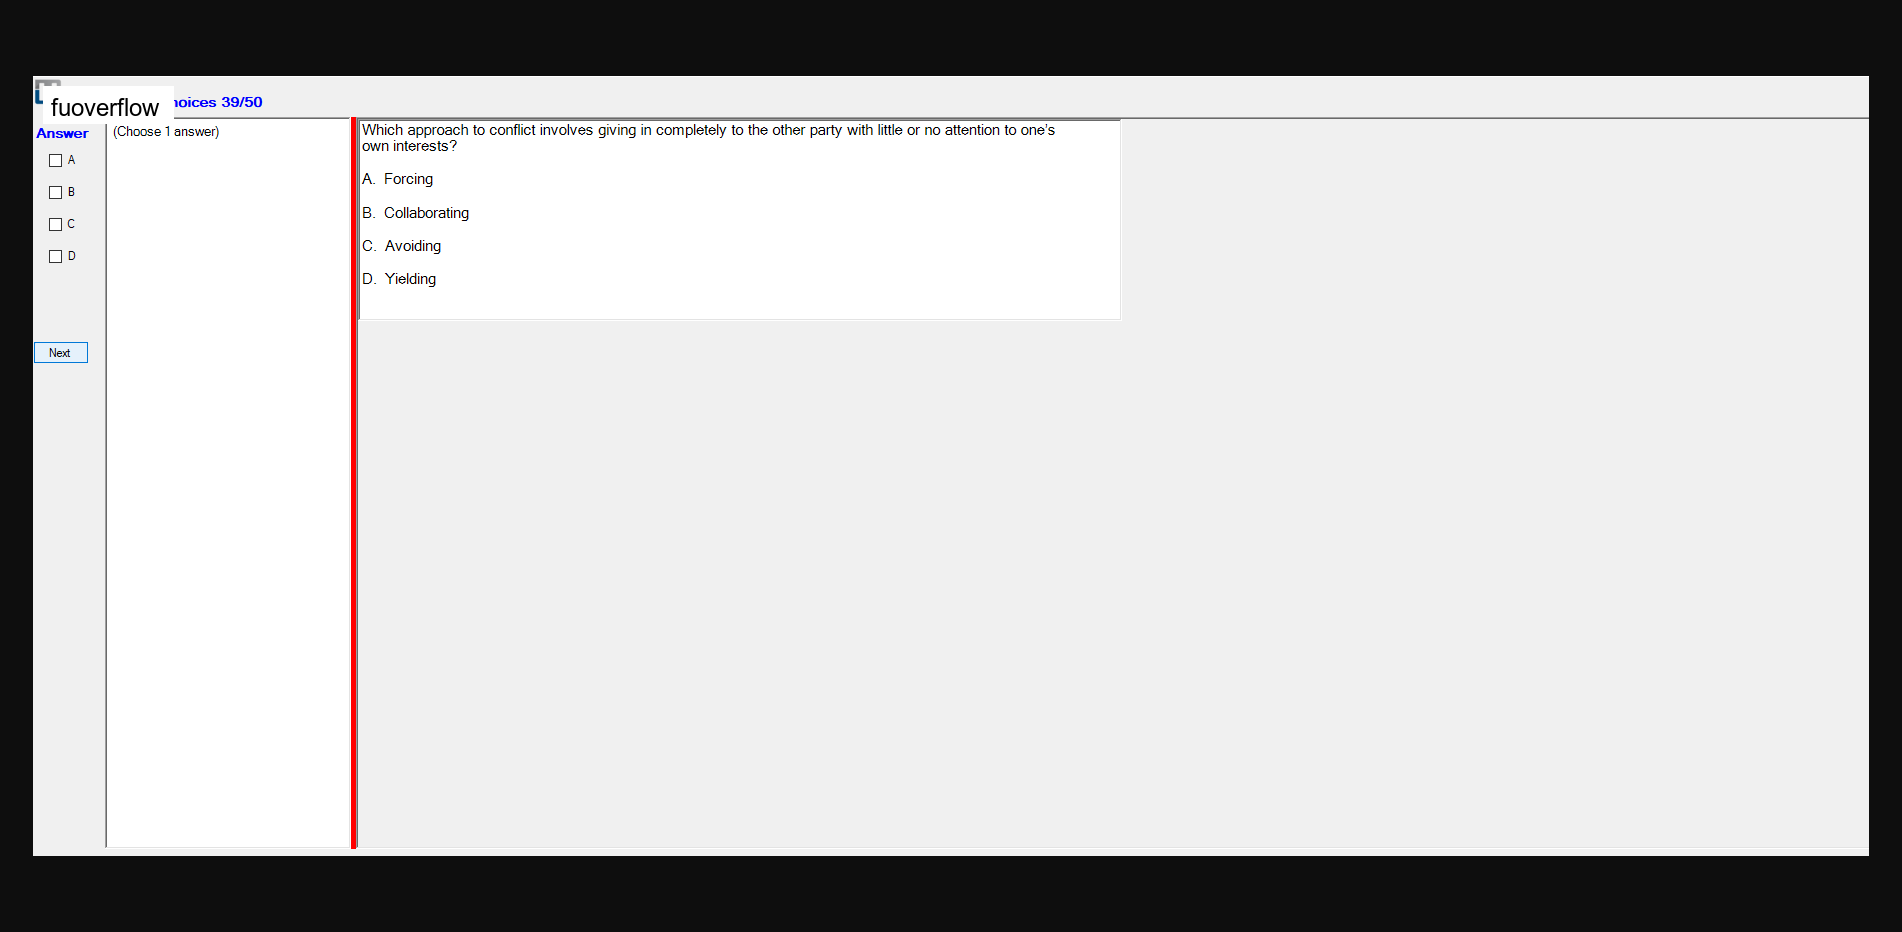 fuoverflow
hoices 39/50
Answer
(Choose 1 answer)
A
B
C
D
Next
Which approach to conflict involves giving in completely to the other party with little or no attention to one's
own interests?
A. Forcing
B. Collaborating
C. Avoiding
D. Yielding